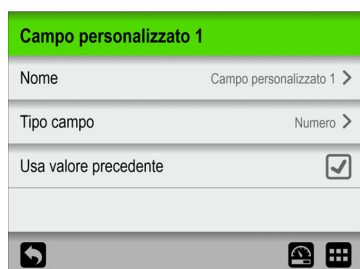 Campo personalizzato 1
Nome Campo personalizzato 1
Tipo campo Numero
Usa valore precedente